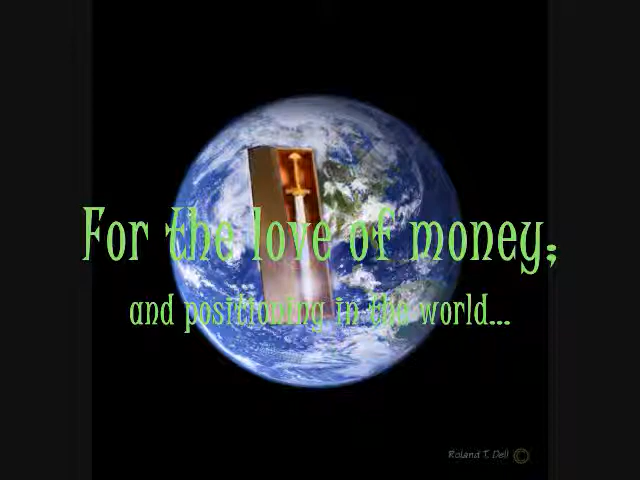 For the love of money;
and positioning in the world...
Roland T. Dell ©